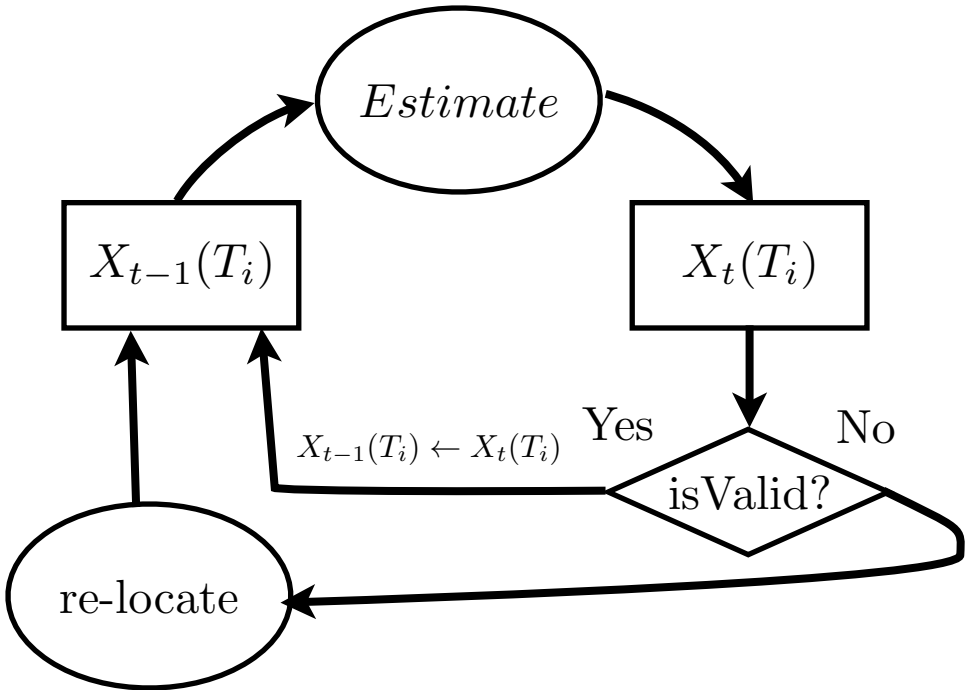 Estimate
X_{t−1}(T_i)
X_t(T_i)
Yes
No
X_{t−1}(T_i) ← X_t(T_i)
isValid?
re-locate